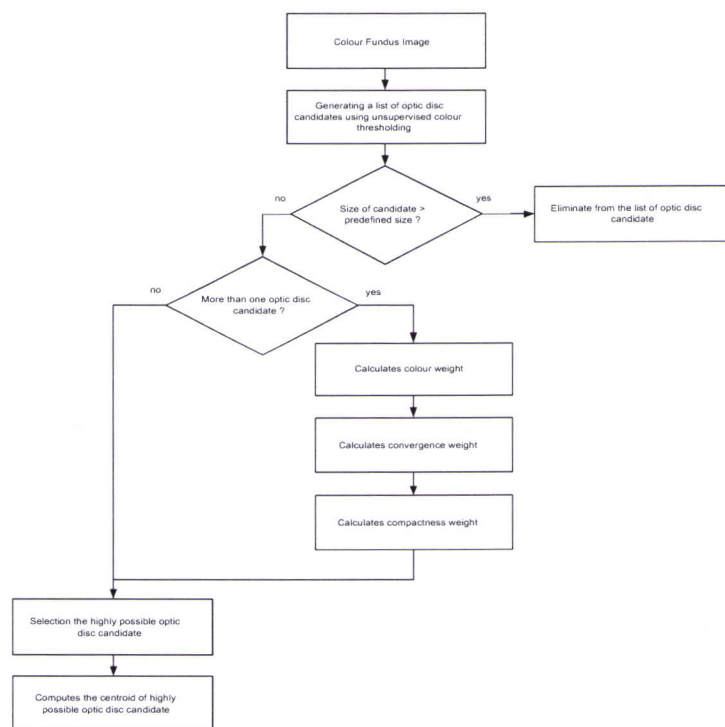 Colour Fundus Image
Generating a list of optic disc
candidates using unsupervised colour
thresholding
no
Size of candidate >
predefined size ?
yes
Eliminate from the list of optic disc
candidate
no
More than one optic disc
candidate ?
yes
Calculates colour weight
Calculates convergence weight
Calculates compactness weight
Selection the highly possible optic
disc candidate
Computes the centroid of highly
possible optic disc candidate